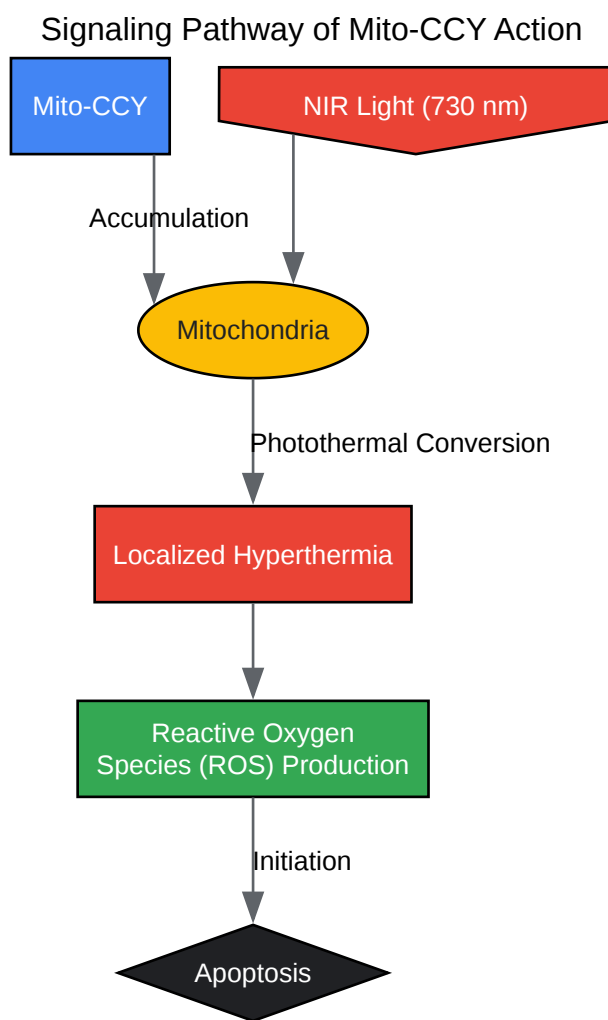 Signaling Pathway of Mito-CCY Action
Mito-CCY
NIR Light (730 nm)
Accumulation
Mitochondria
Photothermal Conversion
Localized Hyperthermia
Reactive Oxygen
Species (ROS) Production
Initiation
Apoptosis